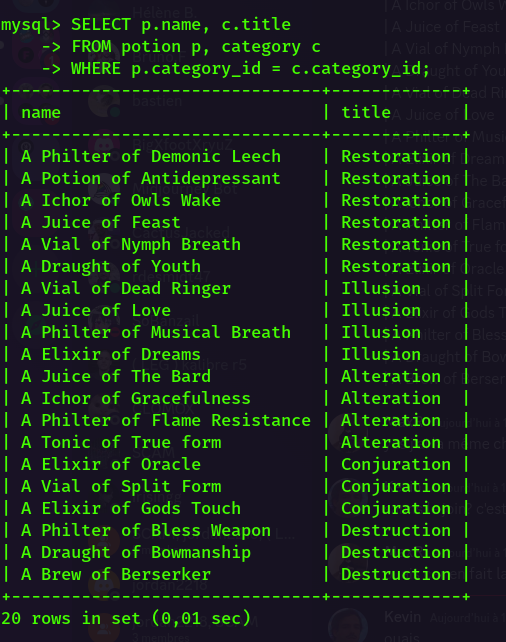 mysql> SELECT p.name, c.title
    -> FROM potion p, category c
    -> WHERE p.category_id = c.category_id;
+-------------------------------+-------------+
| name                          | title       |
+-------------------------------+-------------+
| A Philter of Demonic Leech    | Restoration |
| A Potion of Antidepressant    | Restoration |
| A Ichor of Owls Wake          | Restoration |
| A Juice of Feast              | Restoration |
| A Vial of Nymph Breath        | Restoration |
| A Draught of Youth            | Restoration |
| A Vial of Dead Ringer         | Illusion    |
| A Juice of Love               | Illusion    |
| A Philter of Musical Breath   | Illusion    |
| A Elixir of Dreams            | Illusion    |
| A Juice of The Bard           | Alteration  |
| A Ichor of Gracefulness       | Alteration  |
| A Philter of Flame Resistance | Alteration  |
| A Tonic of True form          | Alteration  |
| A Elixir of Oracle            | Conjuration |
| A Vial of Split Form          | Conjuration |
| A Elixir of Gods Touch        | Conjuration |
| A Philter of Bless Weapon     | Destruction |
| A Draught of Bowmanship       | Destruction |
| A Brew of Berserker           | Destruction |
+-------------------------------+-------------+
20 rows in set (0,01 sec)
Kevin